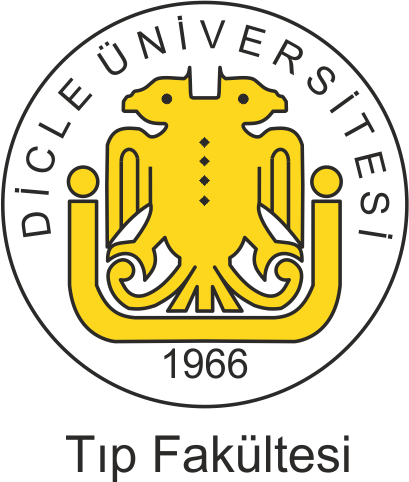 DİCLE ÜNİVERSİTESİ
1966
Tıp Fakültesi